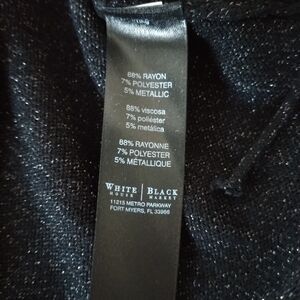 88% RAYON
7% POLYESTER
5% METALLIC
88% viscosa
7% poliéster
5% metálica
88% RAYONNE
7% POLYESTER
5% MÉTALLIQUE
WHITE | BLACK
HOUSE | MARKET
11215 METRO PARKWAY
FORT MYERS, FL 33966